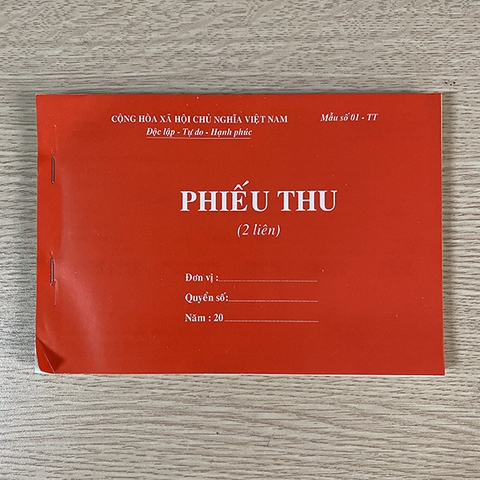 CỘNG HÒA XÃ HỘI CHỦ NGHĨA VIỆT NAM Mẫu số 01 - TT
Độc lập - Tự do - Hạnh phúc
PHIẾU THU
(2 liên)
Đơn vị :
Quyển số:
Năm : 20